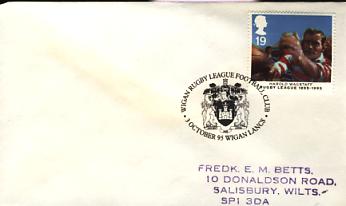 19
HAROLD WAGSTAFF
RUGBY LEAGUE 1895-1995
WIGAN RUGBY LEAGUE FOOTBALL CLUB
• 3 OCTOBER 95 WIGAN LANCS •
FREDK. E. M. BETTS,
10 DONALDSON ROAD,
SALISBURY, WILTS.
SP1 3DA